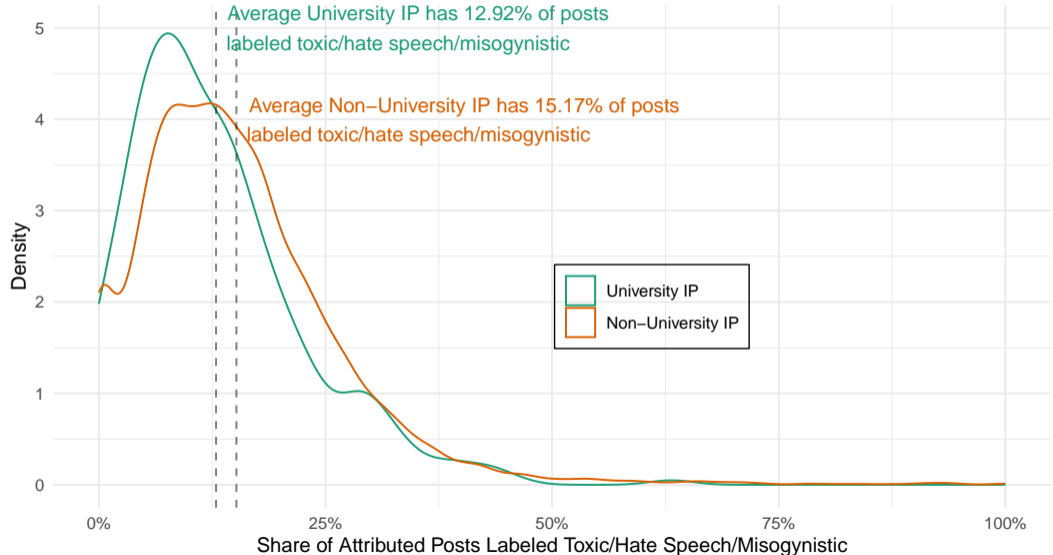 Average University IP has 12.92% of posts
labeled toxic/hate speech/misogynistic
Average Non−University IP has 15.17% of posts
labeled toxic/hate speech/misogynistic
5
4
3
2
1
0
Density
University IP
Non−University IP
0%
25%
50%
75%
100%
Share of Attributed Posts Labeled Toxic/Hate Speech/Misogynistic